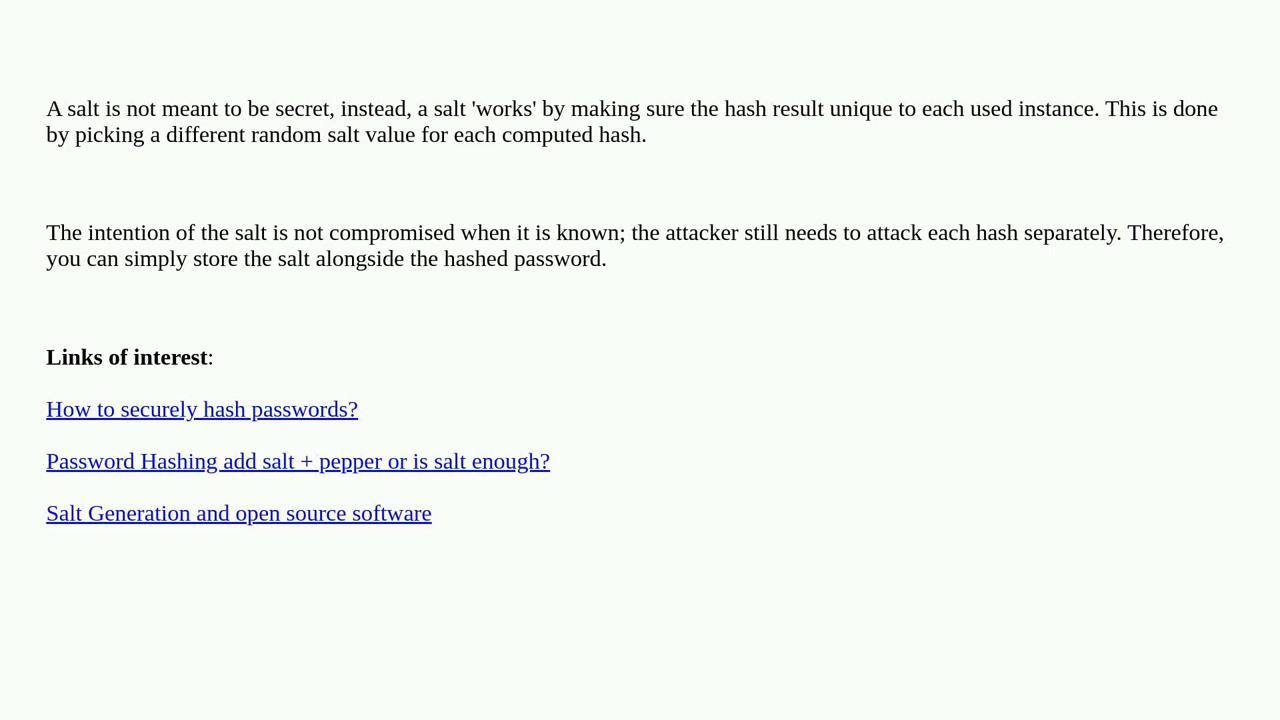 A salt is not meant to be secret, instead, a salt 'works' by making sure the hash result unique to each used instance. This is done
by picking a different random salt value for each computed hash.
The intention of the salt is not compromised when it is known; the attacker still needs to attack each hash separately. Therefore,
you can simply store the salt alongside the hashed password.
Links of interest:
How to securely hash passwords?
Password Hashing add salt + pepper or is salt enough?
Salt Generation and open source software